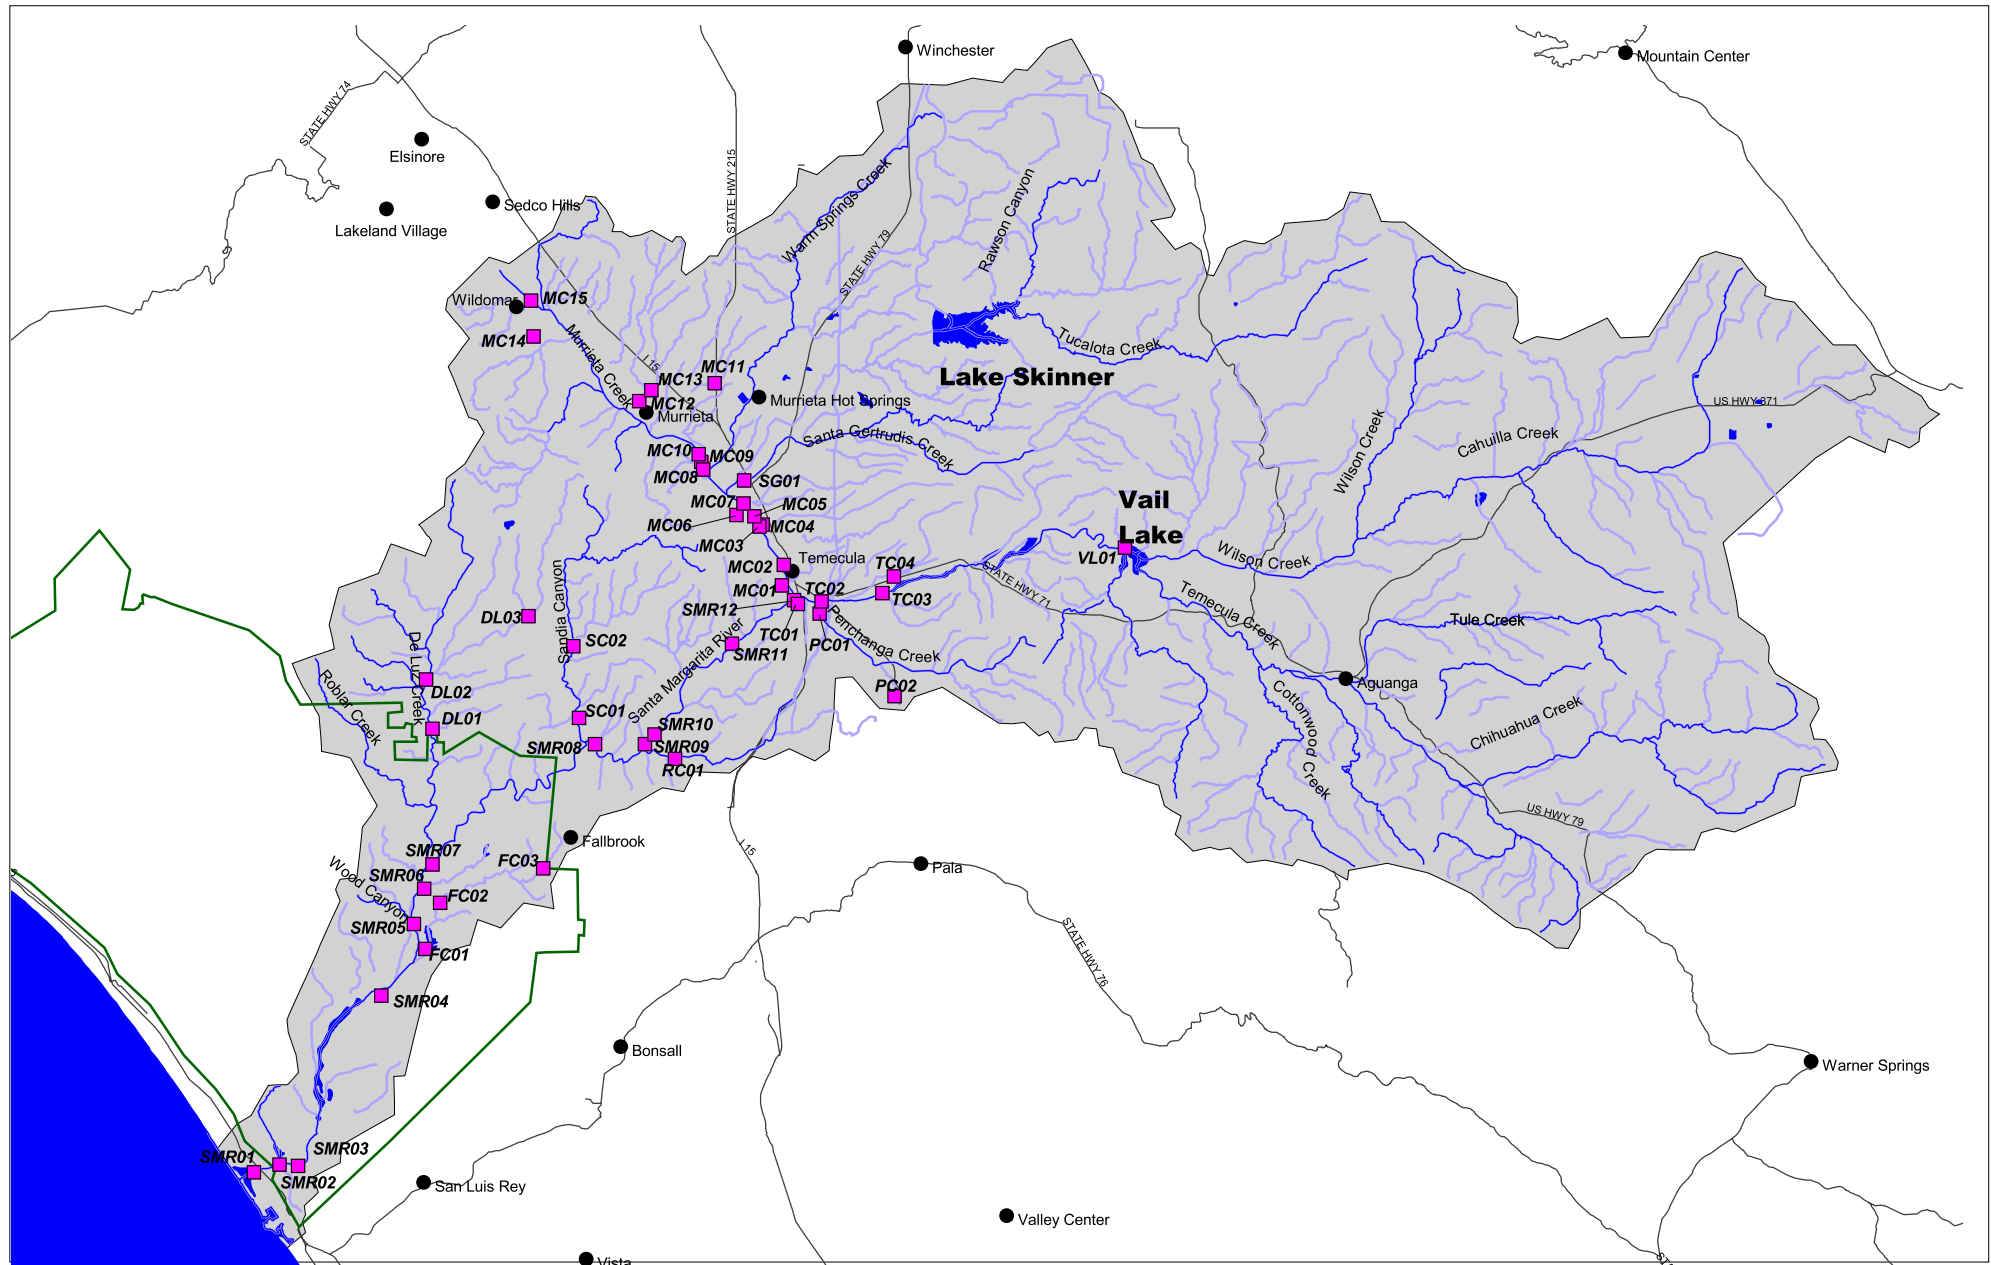 Winchester
Mountain Center
STATE HWY 74
Elsinore
STATE HWY 215
Warm Springs Creek
Rawson Canyon
Sedco Hills
Lakeland Village
STATE HWY 79
Wildomar
MC15
MC14
Murrieta Creek
I 15
Tucalota Creek
MC11
MC13
Lake Skinner
MC12
Murrieta
Murrieta Hot Springs
US HWY 371
Santa Gertrudis Creek
Wilson Creek
Cahuilla Creek
MC10
MC09
MC08
SG01
Vail
Lake
MC07
MC05
MC06
MC04
MC03
Temecula
VL01
Wilson Creek
MC02
TC04
STATE HWY 71
MC01
TC02
TC03
SMR12
Temecula Creek
DL03
Sandia Canyon
SC02
TC01
PC01
Penchanga Creek
Tule Creek
SMR11
Santa Margarita River
De Luz Creek
DL02
PC02
Aguanga
Roblar Creek
Cottonwood Creek
Chihuahua Creek
DL01
SC01
SMR10
SMR08
SMR09
RC01
US HWY 79
Fallbrook
I 15
SMR07
FC03
Pala
Wood Canyon
SMR06
FC02
SMR05
FC01
STATE HWY 76
SMR04
Bonsall
Warner Springs
SMR03
SMR01
SMR02
San Luis Rey
Valley Center
Vista